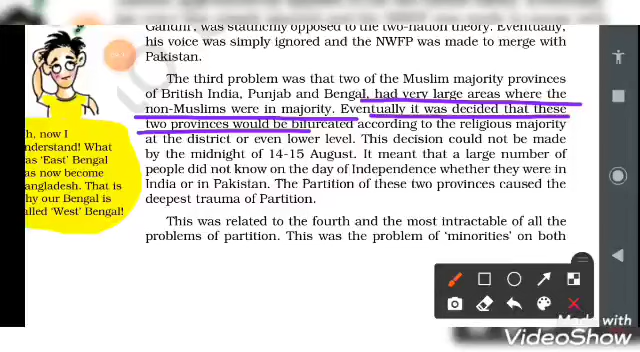 Gandhi, was staunchly opposed to the two-nation theory. Eventually,
his voice was simply ignored and the NWFP was made to merge with
Pakistan.
The third problem was that two of the Muslim majority provinces
of British India, Punjab and Bengal, had very large areas where the
non-Muslims were in majority. Eventually it was decided that these
two provinces would be bifurcated according to the religious majority
at the district or even lower level. This decision could not be made
by the midnight of 14-15 August. It meant that a large number of
people did not know on the day of Independence whether they were in
India or in Pakistan. The Partition of these two provinces caused the
deepest trauma of Partition.
This was related to the fourth and the most intractable of all the
problems of partition. This was the problem of ‘minorities’ on both
h, now I
nderstand! What
as ‘East’ Bengal
as now become
angladesh. That is
hy our Bengal is
alled ‘West’ Bengal!
Made with
VideoShow